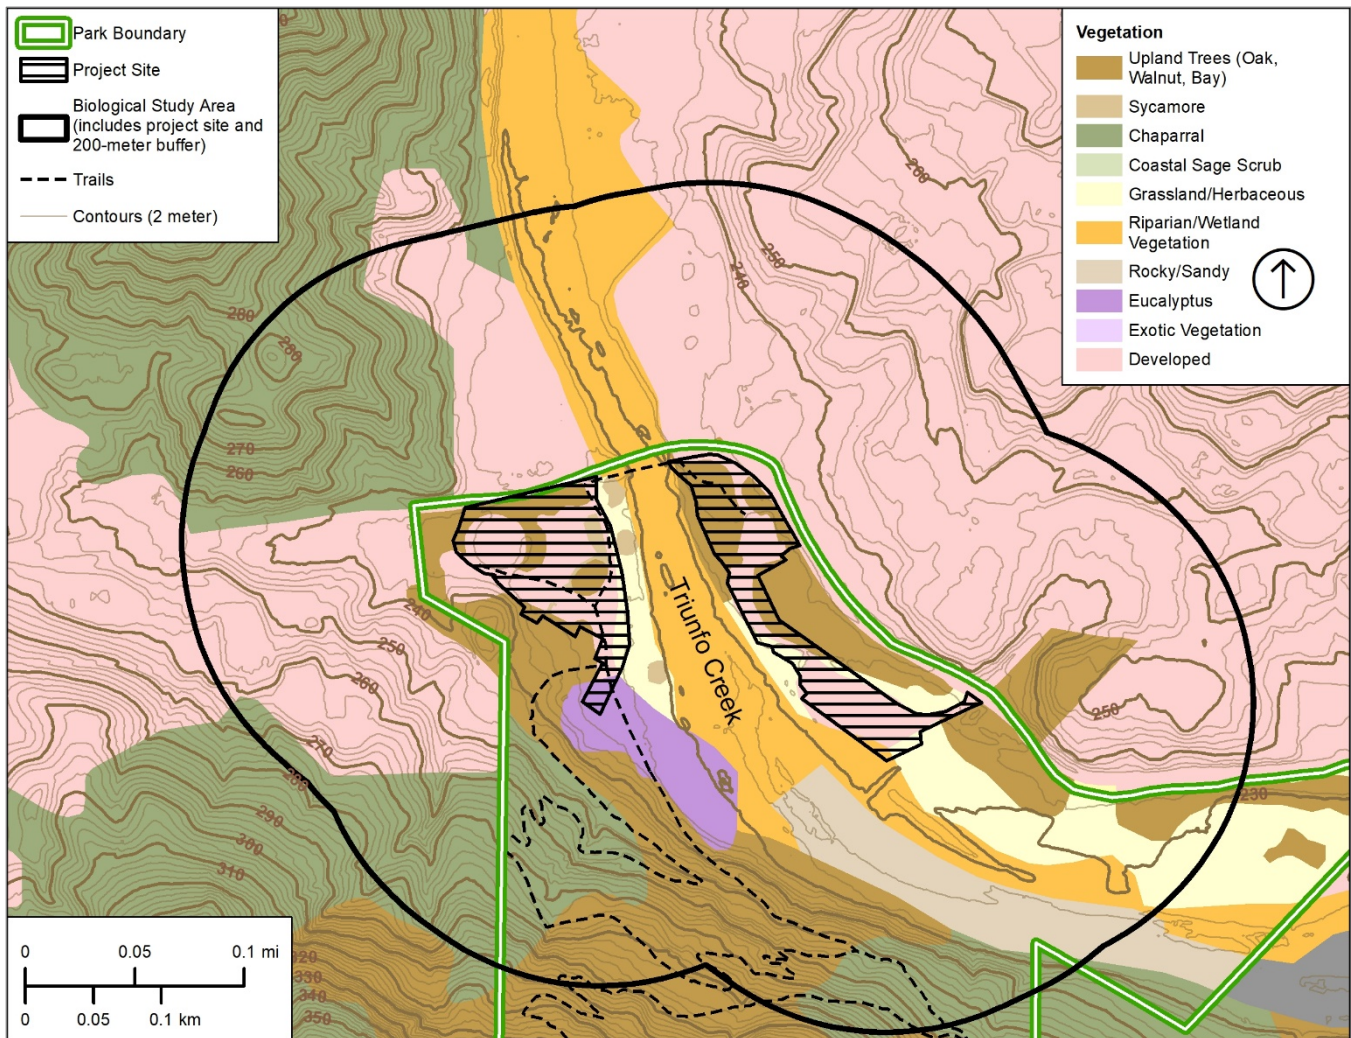 Park Boundary
Project Site
Biological Study Area
(includes project site and
200-meter buffer)
Trails
Contours (2 meter)
Vegetation
Upland Trees (Oak,
Walnut, Bay)
Sycamore
Chaparral
Coastal Sage Scrub
Grassland/Herbaceous
Riparian/Wetland
Vegetation
Rocky/Sandy
Eucalyptus
Exotic Vegetation
Developed
260
250
240
280
280
270
260
240
250
260
270
280
290
300
310
320
330
340
350
250
230
Triunfo Creek
0 0.05 0.1 mi
0 0.05 0.1 km